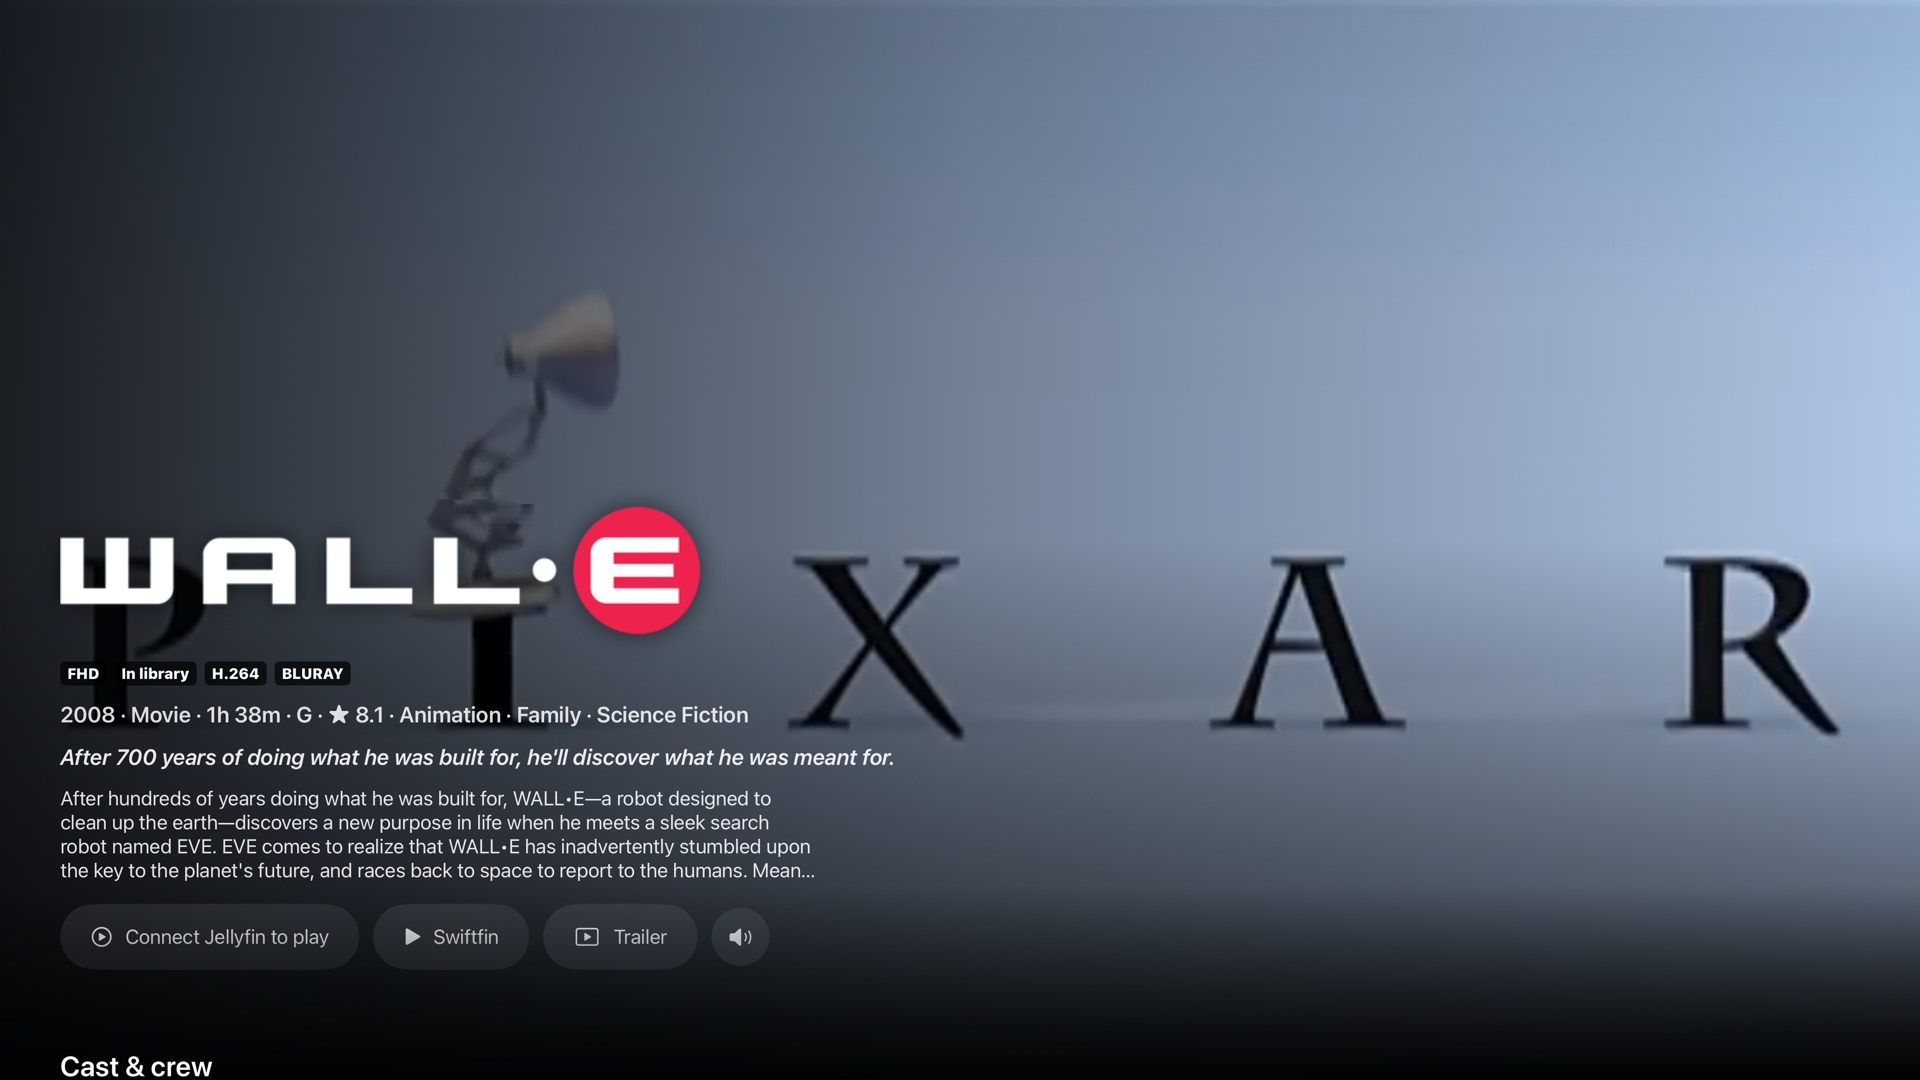 WALL•E
P I X A R
FHD In library H.264 BLURAY
2008 · Movie · 1h 38m · G · ★ 8.1 · Animation · Family · Science Fiction
After 700 years of doing what he was built for, he'll discover what he was meant for.
After hundreds of years doing what he was built for, WALL•E—a robot designed to
clean up the earth—discovers a new purpose in life when he meets a sleek search
robot named EVE. EVE comes to realize that WALL•E has inadvertently stumbled upon
the key to the planet's future, and races back to space to report to the humans. Mean...
Connect Jellyfin to play Swiftfin Trailer
Cast & crew